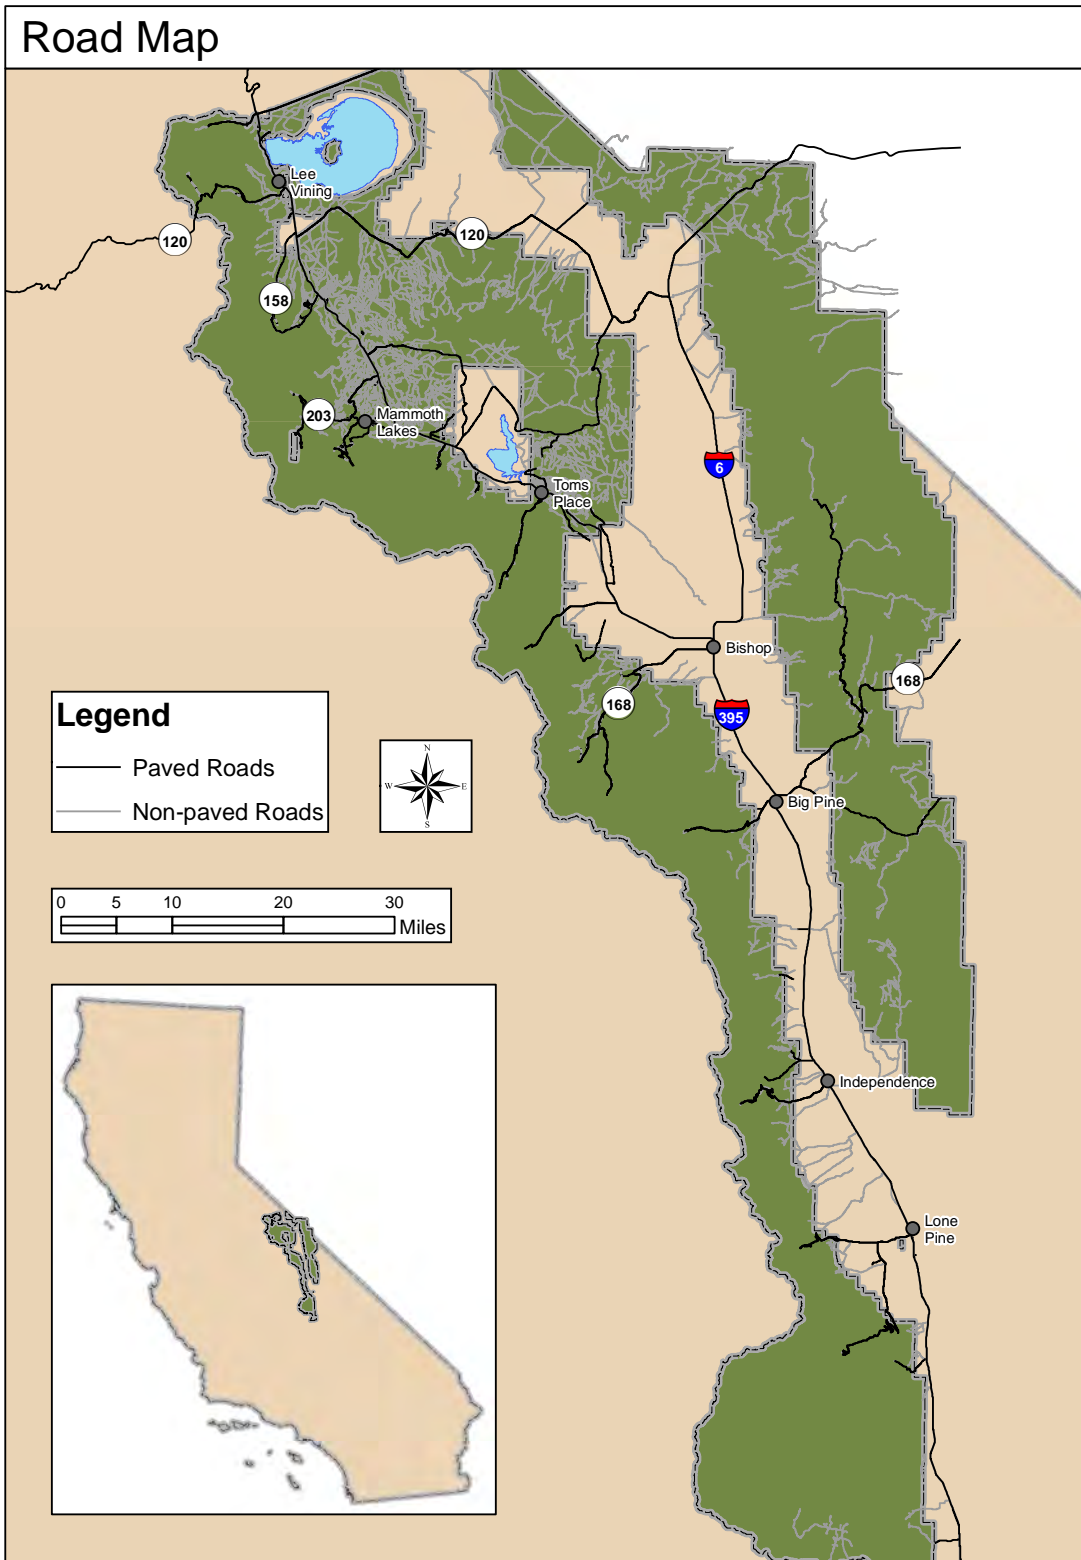 Road Map
Lee
Vining
120
120
158
203
Mammoth
Lakes
6
Toms
Place
Bishop
168
168
395
Legend
Paved Roads
Non-paved Roads
N
W
E
S
Big Pine
0 5 10 20 30
Miles
Independence
Lone
Pine